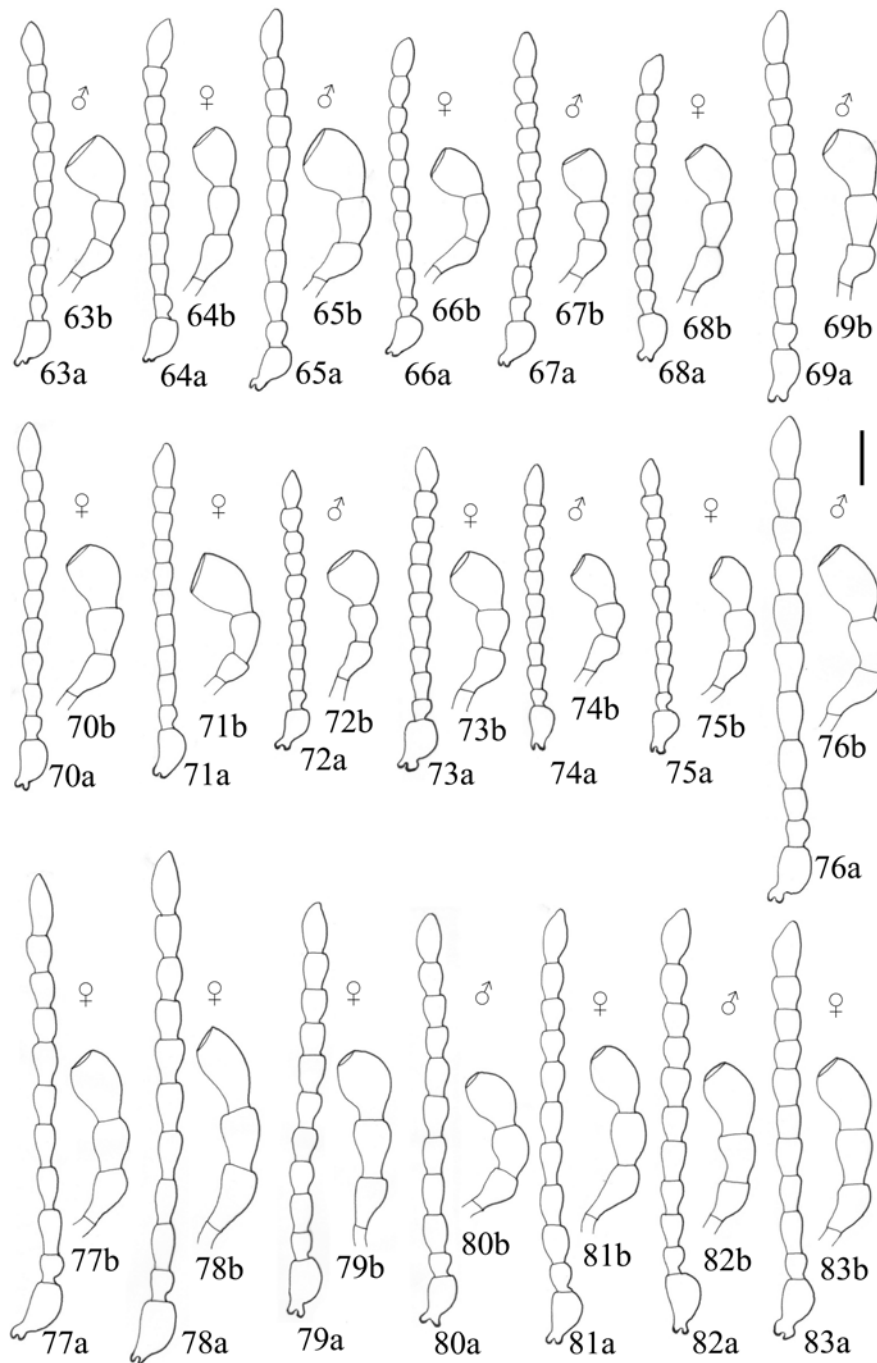 ♂ ♀ ♂ ♀ ♂ ♀ ♂
63b 64b 65b 66b 67b 68b 69b
63a 64a 65a 66a 67a 68a 69a
♀ ♀ ♂ ♀ ♂ ♀ ♂
70b 71b 72b 73b 74b 75b 76b
70a 71a 72a 73a 74a 75a
76a
♀ ♀ ♀ ♂ ♀ ♂ ♀
77b 78b 79b 80b 81b 82b 83b
77a 78a 79a 80a 81a 82a 83a